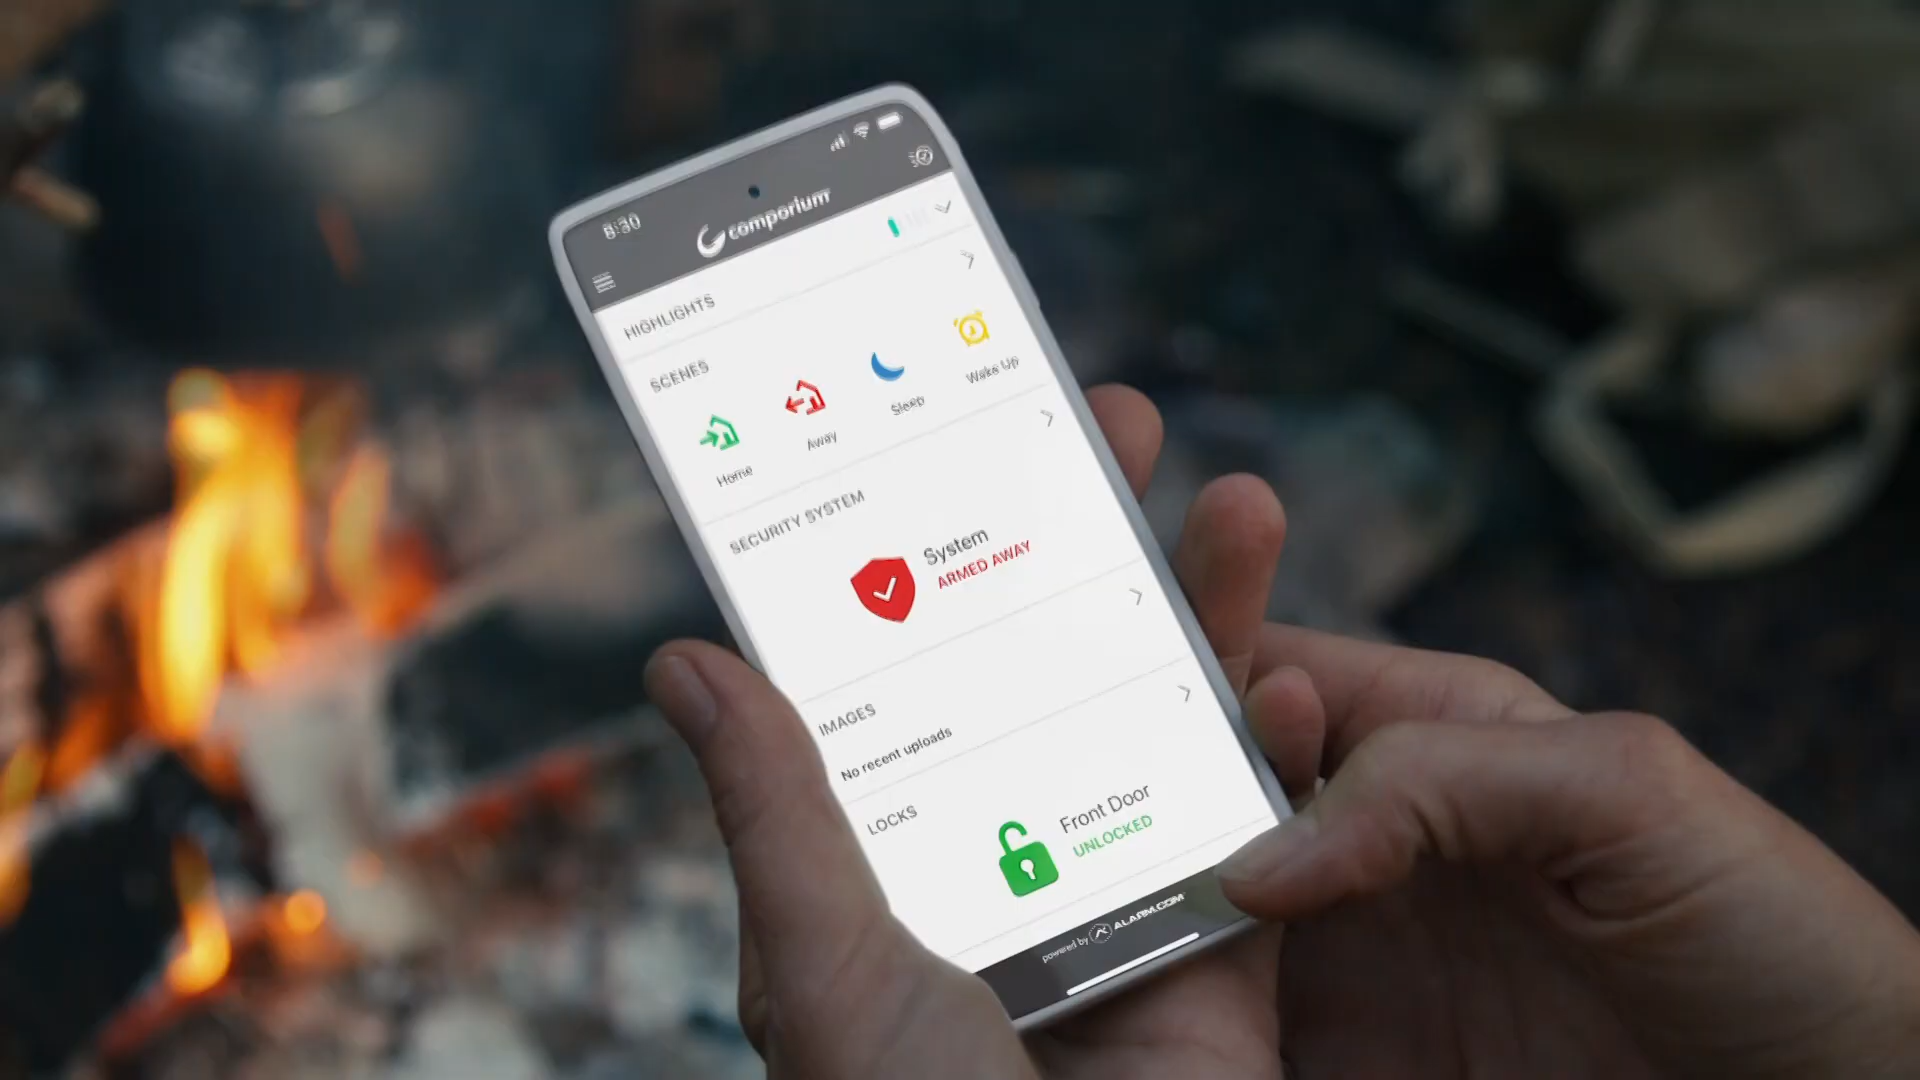 8:30
comporium
HIGHLIGHTS
SCENES
Home
Away
Sleep
Wake Up
SECURITY SYSTEM
System
ARMED AWAY
IMAGES
No recent uploads
LOCKS
Front Door
UNLOCKED
powered by ALARM.COM